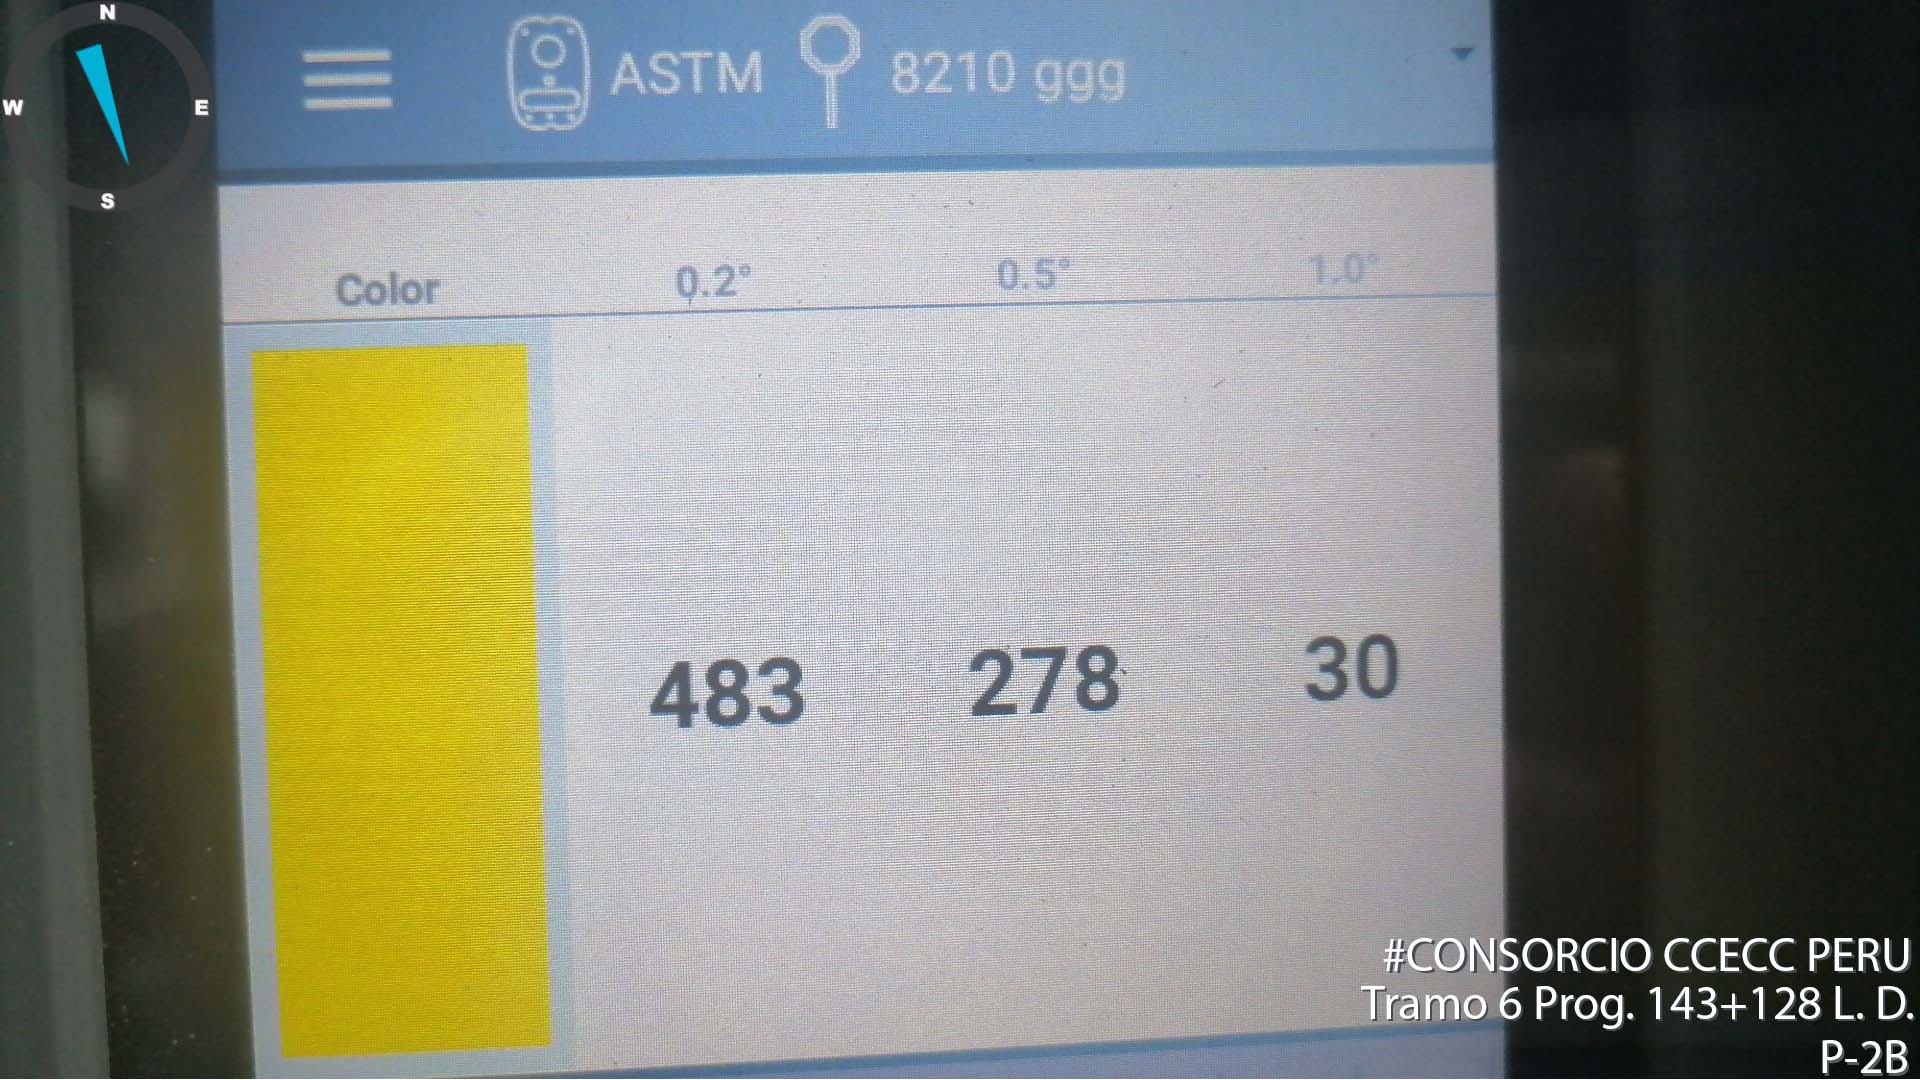 N
W E
S
ASTM 8210 ggg
Color 0.2° 0.5° 1.0°
483 278 30
#CONSORCIO CCECC PERU
Tramo 6 Prog. 143+128 L. D.
P-2B